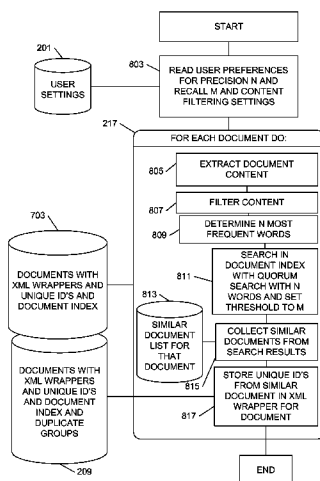 START
201
803
USER
SETTINGS
READ USER PREFERENCES
FOR PRECISION N AND
RECALL M AND CONTENT
FILTERING SETTINGS
217
FOR EACH DOCUMENT DO:
805
EXTRACT DOCUMENT
CONTENT
807
FILTER CONTENT
809
DETERMINE N MOST
FREQUENT WORDS
703
811
SEARCH IN
DOCUMENT INDEX
WITH QUORUM
SEARCH WITH N
WORDS AND SET
THRESHOLD TO M
DOCUMENTS WITH
XML WRAPPERS AND
UNIQUE ID'S AND
DOCUMENT INDEX
813
SIMILAR
DOCUMENT
LIST FOR
THAT
DOCUMENT
COLLECT SIMILAR
DOCUMENTS FROM
SEARCH RESULTS
815
DOCUMENTS WITH
XML WRAPPERS
AND UNIQUE ID'S
AND DOCUMENT
INDEX AND
DUPLICATE
GROUPS
STORE UNIQUE ID'S
FROM SIMILAR
DOCUMENT IN XML
WRAPPER FOR
DOCUMENT
817
209
END